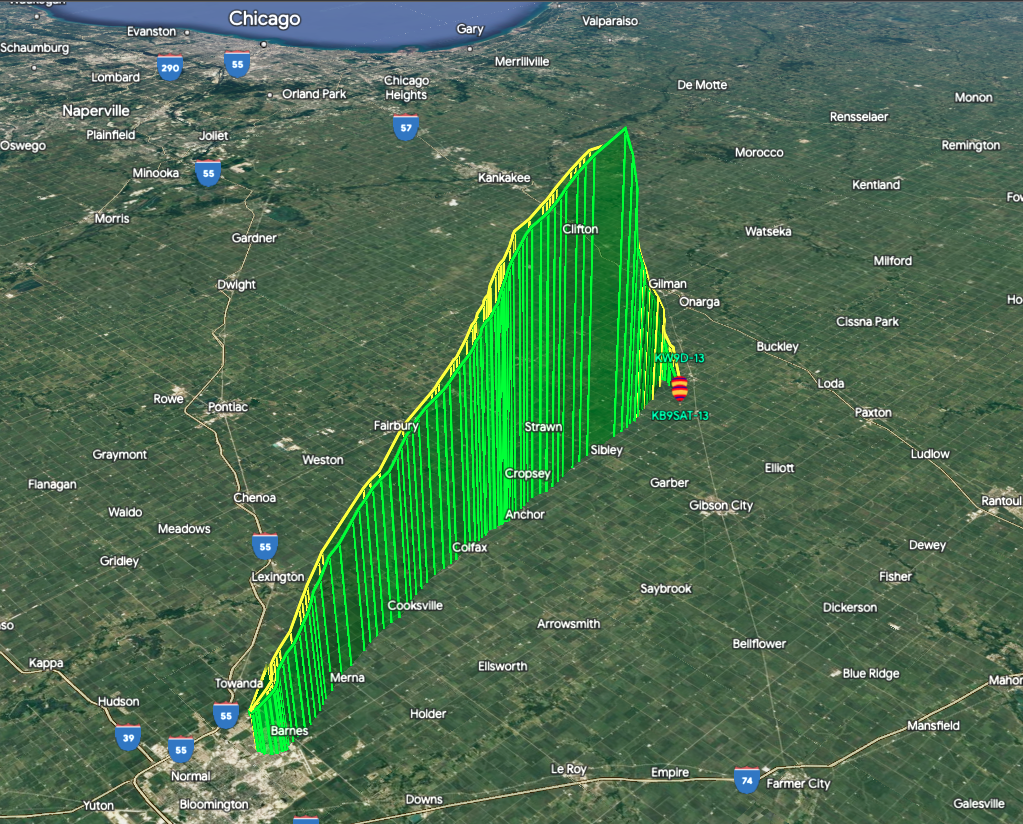 Waukegan
Chicago
Evanston
Schaumburg
290
55
Lombard
Gary
Valparaiso
Merrillville
Orland Park
Chicago
Heights
De Motte
Monon
Naperville
Plainfield
Joliet
57
Rensselaer
Oswego
Remington
Minooka
55
Kankakee
Morocco
Kentland
Morris
Gardner
Clifton
Watseka
Milford
Dwight
Gilman
Onarga
Cissna Park
Buckley
KW9D-13
Loda
Rowe
Pontiac
KB9SAT-13
Paxton
Fairbury
Strawn
Graymont
Weston
Sibley
Ludlow
Elliott
Flanagan
Cropsey
Garber
Chenoa
Gibson City
Rantoul
Waldo
Anchor
Meadows
55
Colfax
Dewey
Gridley
Lexington
Fisher
Saybrook
Cooksville
Dickerson
Arrowsmith
Bellflower
Kappa
Ellsworth
Towanda
Merna
Blue Ridge
Hudson
55
Holder
Barnes
Mansfield
39
55
Normal
Le Roy
Empire
74
Farmer City
Yuton
Bloomington
Downs
Galesville